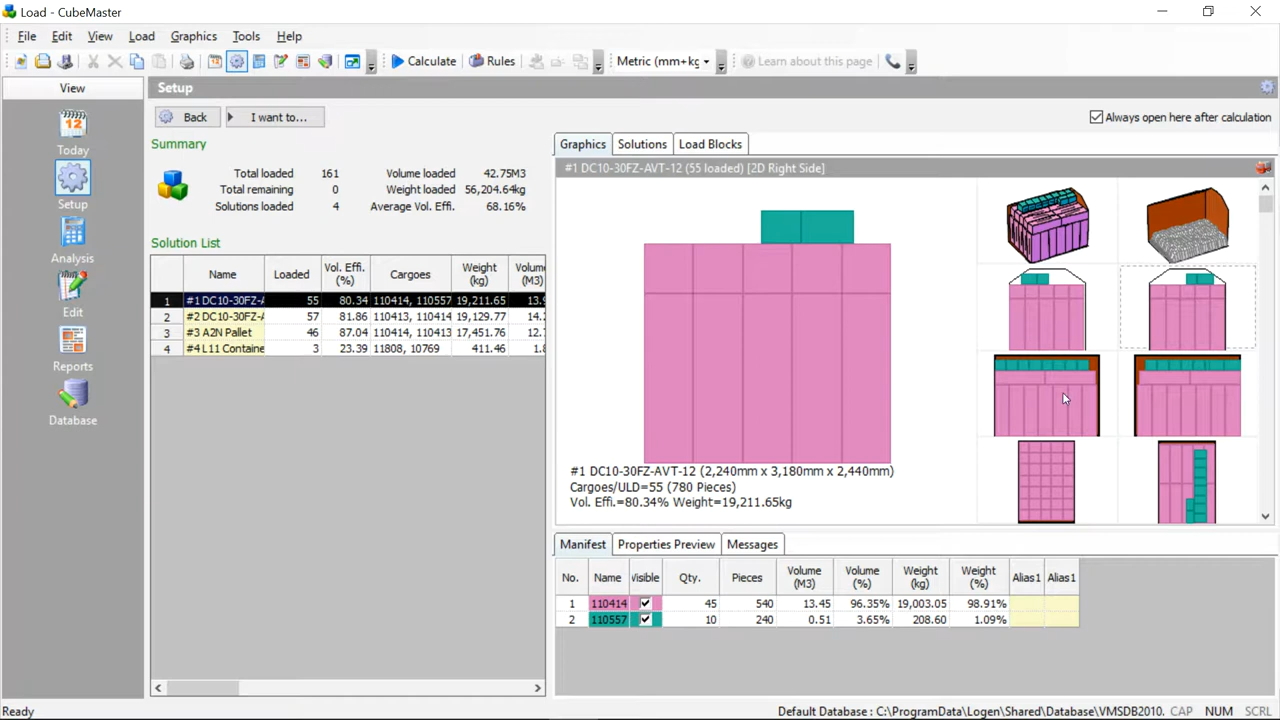 Load - CubeMaster
File Edit View Load Graphics Tools Help
Calculate Rules Metric (mm+kg Learn about this page
View
Setup
Today
Setup
Analysis
Edit
Reports
Database
Back I want to... Always open here after calculation
Summary
Total loaded 161 Volume loaded 42.75M3
Total remaining 0 Weight loaded 56,204.64kg
Solutions loaded 4 Average Vol. Effi. 68.16%
Solution List
Name Loaded Vol. Effi. (%) Cargoes Weight (kg) Volume (M3)
1 #1 DC10-30FZ-A 55 80.34 110414, 110557 19,211.65 13.9
2 #2 DC10-30FZ-A 57 81.86 110413, 110414 19,129.77 14.2
3 #3 A2N Pallet 46 87.04 110414, 110413 17,451.76 12.
4 #4 L11 Containe 3 23.39 11808, 10769 411.46 1.8
Graphics Solutions Load Blocks
#1 DC10-30FZ-AVT-12 (55 loaded) [2D Right Side]
#1 DC10-30FZ-AVT-12 (2,240mm x 3,180mm x 2,440mm)
Cargoes/ULD=55 (780 Pieces)
Vol. Effi.=80.34% Weight=19,211.65kg
Manifest Properties Preview Messages
No. Name Visible Qty. Pieces Volume (M3) Volume (%) Weight (kg) Weight (%) Alias1 Alias1
1 110414 45 540 13.45 96.35% 19,003.05 98.91%
2 110557 10 240 0.51 3.65% 208.60 1.09%
Ready Default Database : C:\ProgramData\Logen\Shared\Database\VMSDB2010. CAP NUM SCRL